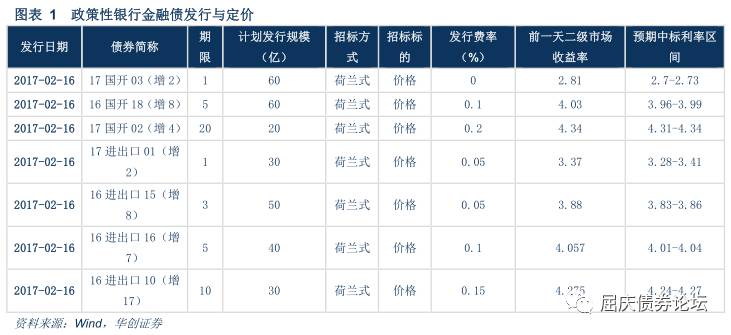 图表 1 政策性银行金融债发行与定价
发行日期 债券简称 期限 计划发行规模（亿） 招标方式 招标标的 发行费率（%） 前一天二级市场收益率 预期中标利率区间
2017-02-16 17 国开 03（增 2） 1 60 荷兰式 价格 0 2.81 2.7-2.73
2017-02-16 16 国开 18（增 8） 5 60 荷兰式 价格 0.1 4.03 3.96-3.99
2017-02-16 17 国开 02（增 4） 20 20 荷兰式 价格 0.2 4.34 4.31-4.34
2017-02-16 17 进出口 01（增 2） 1 30 荷兰式 价格 0.05 3.37 3.28-3.41
2017-02-16 16 进出口 15（增 8） 3 50 荷兰式 价格 0.05 3.88 3.83-3.86
2017-02-16 16 进出口 16（增 7） 5 40 荷兰式 价格 0.1 4.057 4.01-4.04
2017-02-16 16 进出口 10（增 17） 10 30 荷兰式 价格 0.15 4.275 4.24-4.27
屈庆债券论坛
资料来源：Wind，华创证券